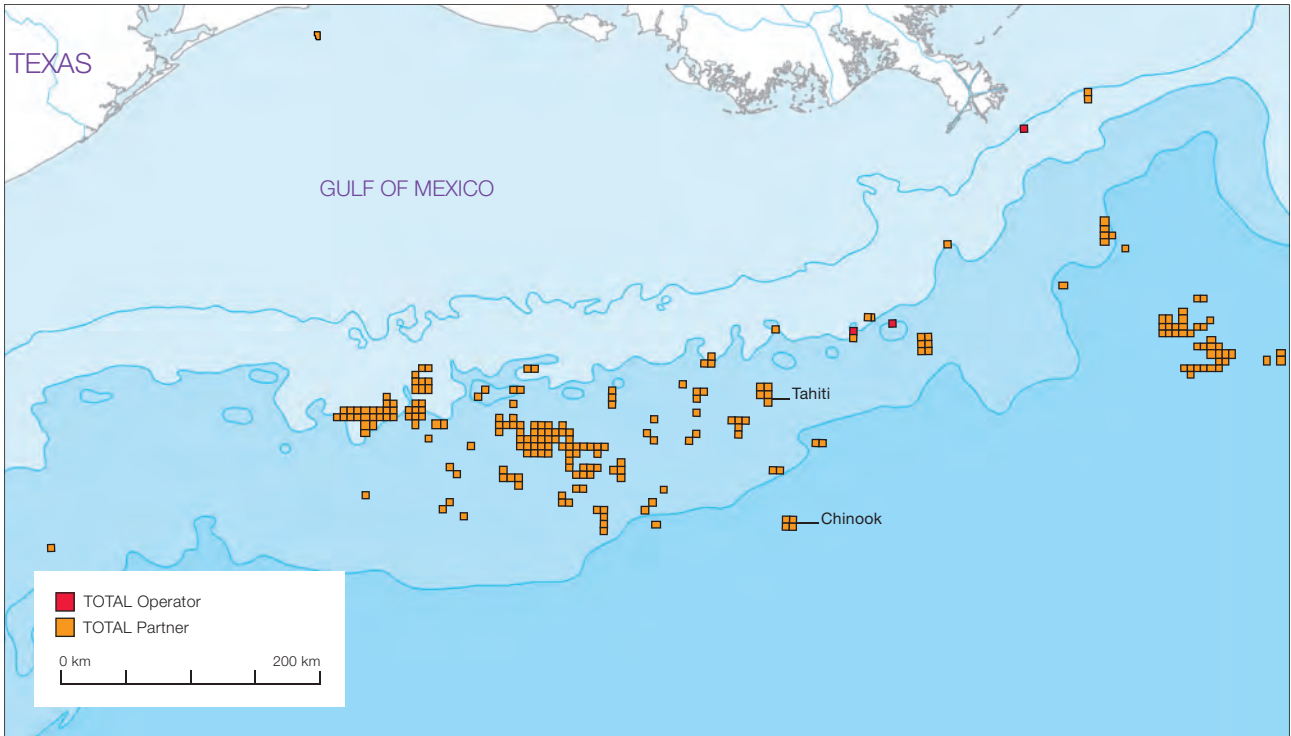 TEXAS
GULF OF MEXICO
Tahiti
Chinook
TOTAL Operator
TOTAL Partner
0 km 200 km